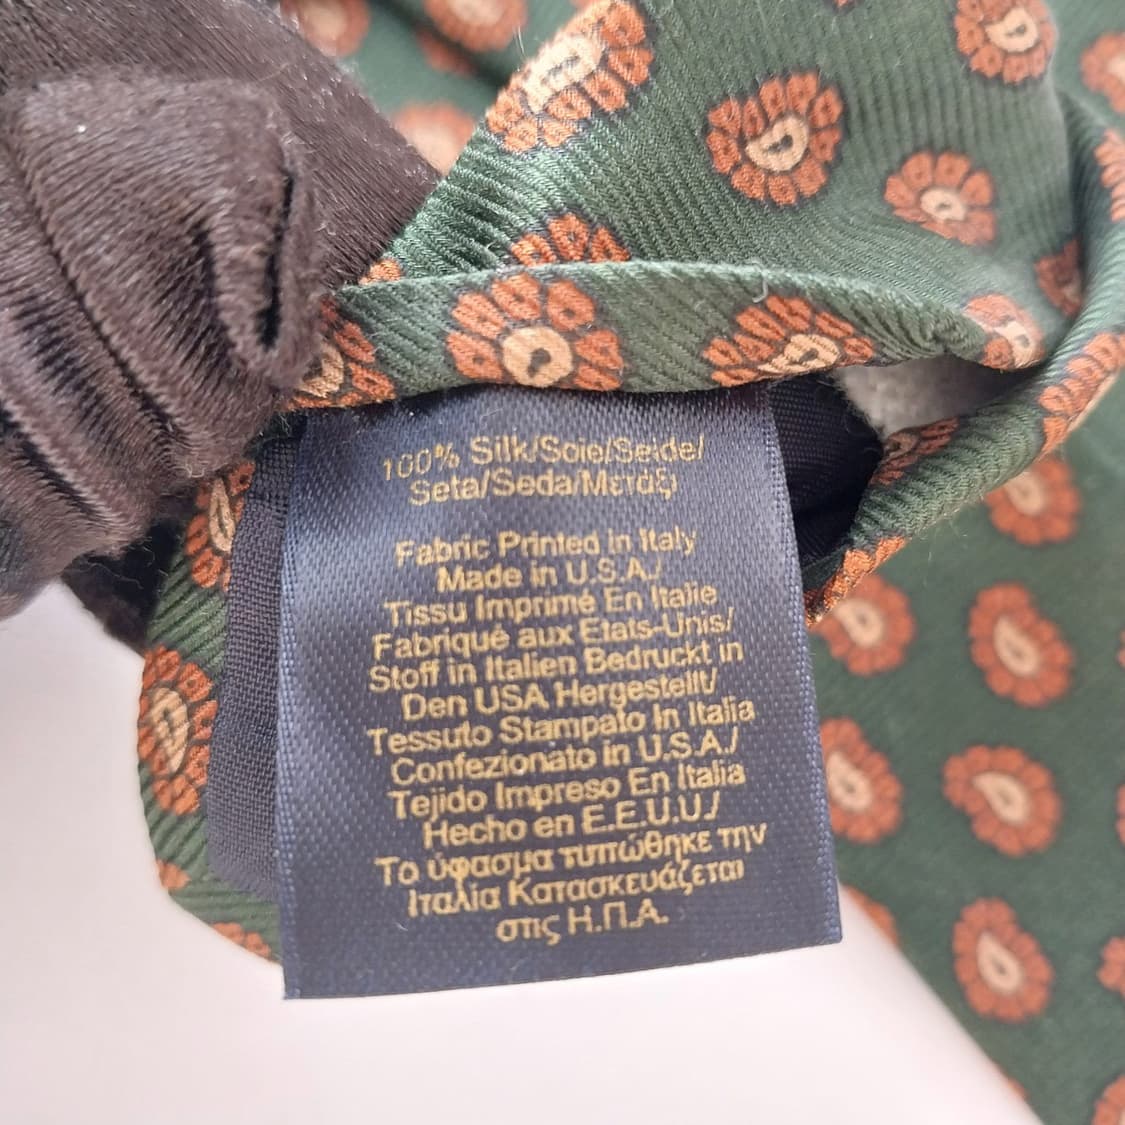 100% Silk/Soie/Seide/
Seta/Seda/Μετάξι
Fabric Printed in Italy
Made in U.S.A./
Tissu Imprimé En Italie
Fabriqué aux Etats-Unis/
Stoff in Italien Bedruckt in
Den USA Hergestellt/
Tessuto Stampato In Italia
Confezionato in U.S.A./
Tejido Impreso En Italia
Hecho en E.E.U.U./
Το ύφασμα τυπώθηκε την
Ιταλία Κατασκευάζεται
στις Η.Π.Α.